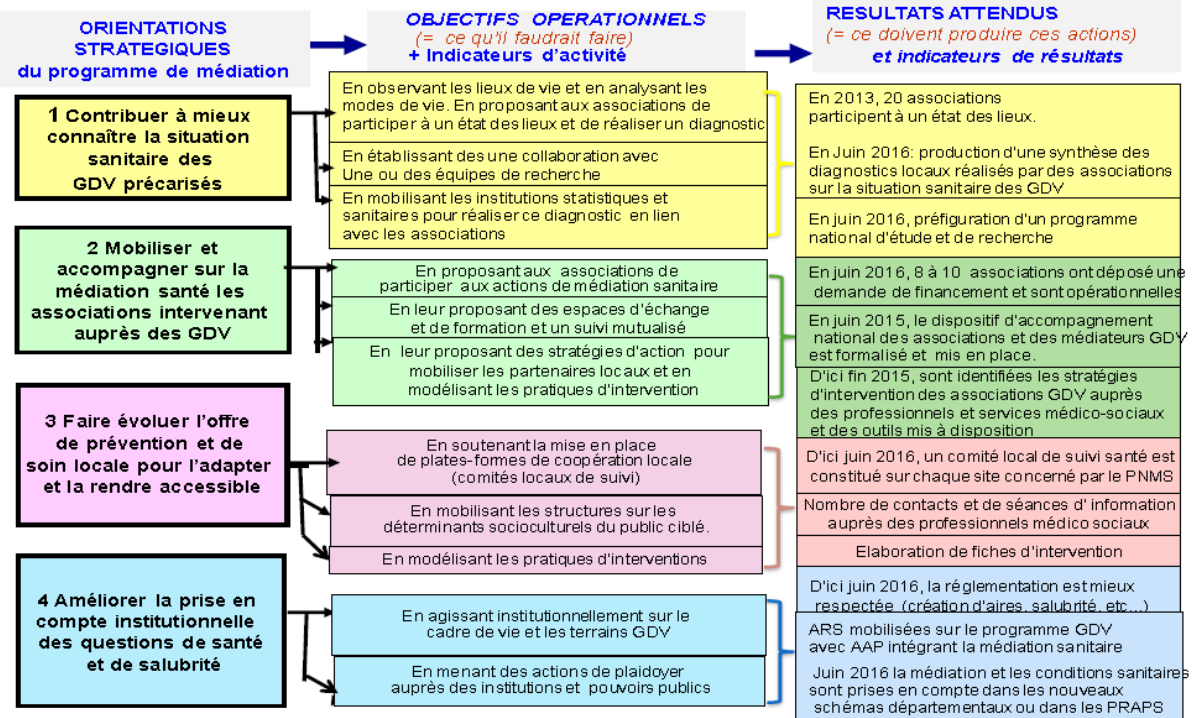 ORIENTATIONS
STRATEGIQUES
du programme de médiation
OBJECTIFS OPERATIONNELS
(= ce qu'il faudrait faire)
+ Indicateurs d'activité
RESULTATS ATTENDUS
(= ce doivent produire ces actions)
et indicateurs de résultats
1 Contribuer à mieux
connaître la situation
sanitaire des
GDV précarisés
En observant les lieux de vie et en analysant les
modes de vie. En proposant aux associations de
participer à un état des lieux et de réaliser un diagnostic
En établissant des une collaboration avec
Une ou des équipes de recherche
En mobilisant les institutions statistiques et
sanitaires pour réaliser ce diagnostic en lien
avec les associations
En 2013, 20 associations
participent à un état des lieux.
En Juin 2016: production d'une synthèse des
diagnostics locaux réalisés par des associations
sur la situation sanitaire des GDV
En juin 2016, préfiguration d'un programme
national d'étude et de recherche
2 Mobiliser et
accompagner sur la
médiation santé les
associations intervenant
auprès des GDV
En proposant aux associations de
participer aux actions de médiation sanitaire
En leur proposant des espaces d'échange
et de formation et un suivi mutualisé
En leur proposant des stratégies d'action pour
mobiliser les partenaires locaux et en
modélisant les pratiques d'intervention
En juin 2016, 8 à 10 associations ont déposé une
demande de financement et sont opérationnelles
En juin 2015, le dispositif d'accompagnement
national des associations et des médiateurs GDV
est formalisé et mis en place.
D'ici fin 2015, sont identifiées les stratégies
d'intervention des associations GDV auprès
des professionnels et services médico-sociaux
et des outils mis à disposition
3 Faire évoluer l'offre
de prévention et de
soin locale pour l'adapter
et la rendre accessible
En soutenant la mise en place
de plates-formes de coopération locale
(comités locaux de suivi)
En mobilisant les structures sur les
déterminants socioculturels du public ciblé.
En modélisant les pratiques d'interventions
D'ici juin 2016, un comité local de suivi santé est
constitué sur chaque site concerné par le PNMS
Nombre de contacts et de séances d' information
auprès des professionnels médico sociaux
Elaboration de fiches d'intervention
4 Améliorer la prise en
compte institutionnelle
des questions de santé
et de salubrité
En agissant institutionnellement sur le
cadre de vie et les terrains GDV
En menant des actions de plaidoyer
auprès des institutions et pouvoirs publics
D'ici juin 2016, la réglementation est mieux
respectée (création d'aires, salubrité, etc...)
ARS mobilisées sur le programme GDV
avec AAP intégrant la médiation sanitaire
Juin 2016 la médiation et les conditions sanitaires
sont prises en compte dans les nouveaux
schémas départementaux ou dans les PRAPS